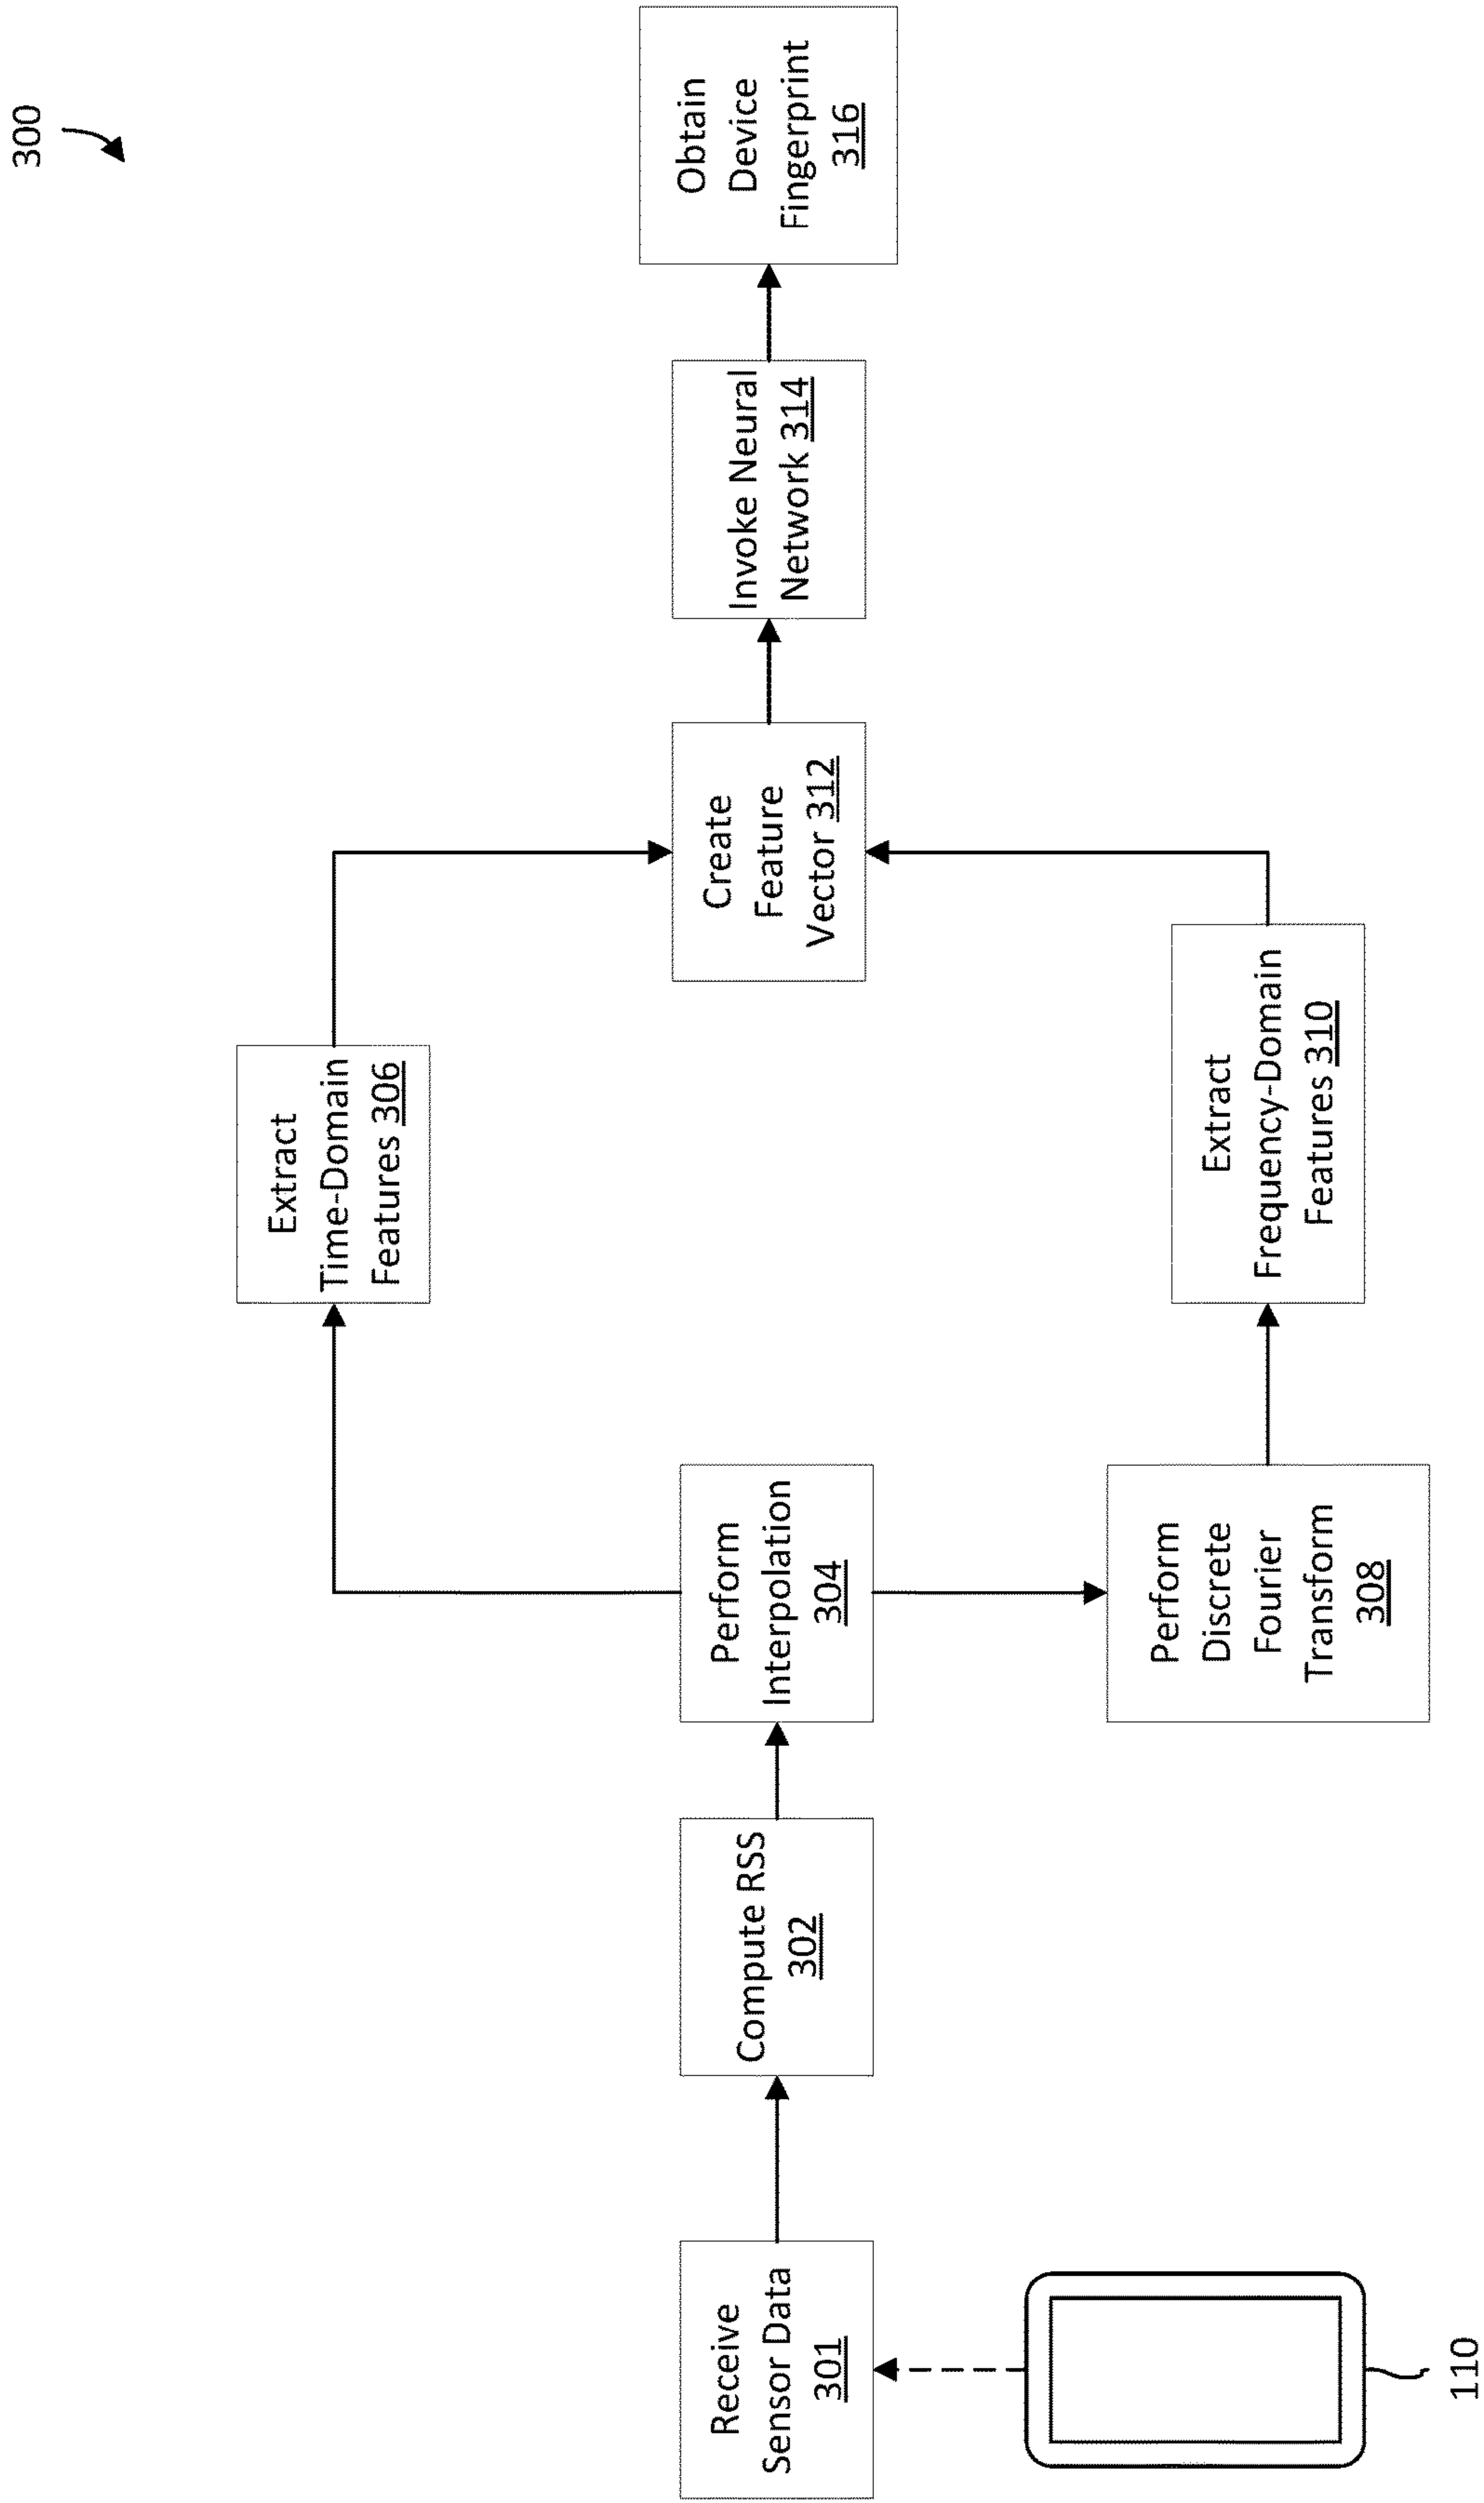 300
Receive
Sensor Data
301
110
Compute RSS
302
Perform
Interpolation
304
Extract
Time-Domain
Features 306
Perform
Discrete
Fourier
Transform
308
Extract
Frequency-Domain
Features 310
Create
Feature
Vector 312
Invoke Neural
Network 314
Obtain
Device
Fingerprint
316